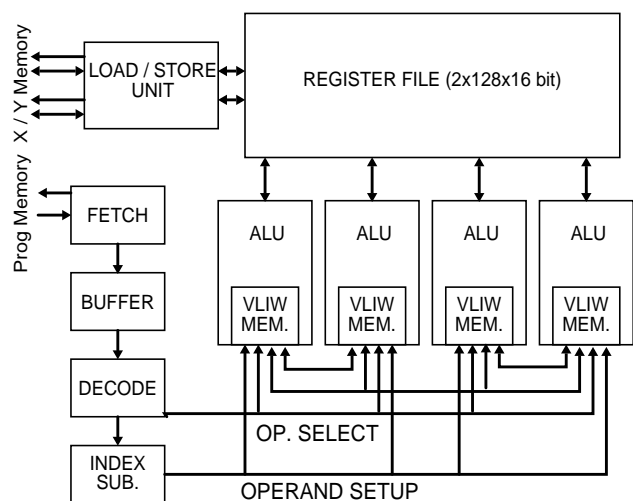 X / Y Memory
LOAD / STORE
UNIT
REGISTER FILE (2x128x16 bit)
Prog Memory
FETCH
BUFFER
DECODE
INDEX
SUB.
ALU
ALU
ALU
ALU
VLIW
MEM.
VLIW
MEM.
VLIW
MEM.
VLIW
MEM.
OP. SELECT
OPERAND SETUP